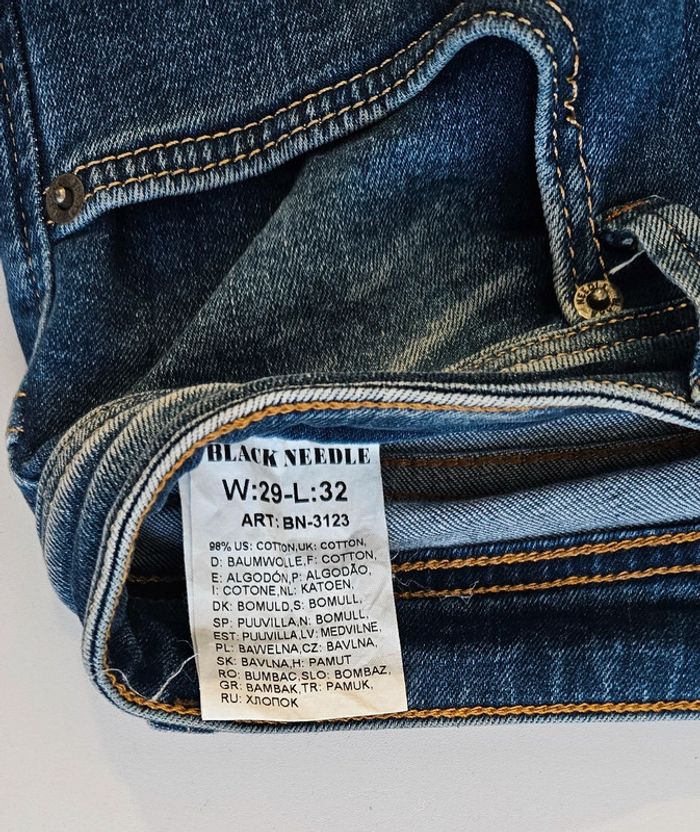 NEEDL
BLACK NEEDLE
W:29-L:32
ART: BN-3123
98% US: COTTON,UK: COTTON,
D: BAUMWOLLE,F: COTTON,
E: ALGODÓN,P: ALGODÃO,
I: COTONE,NL: KATOEN,
DK: BOMULD,S: BOMULL,
SP: PUUVILLA,N: BOMULL,
EST: PUUVILLA,LV: MEDVILNE,
PL: BAWELNA,CZ: BAVLNA,
SK: BAVLNA,H: PAMUT
RO: BUMBAC,SLO: BOMBAZ,
GR: BAMBAK,TR: PAMUK,
RU: ХЛОПОК